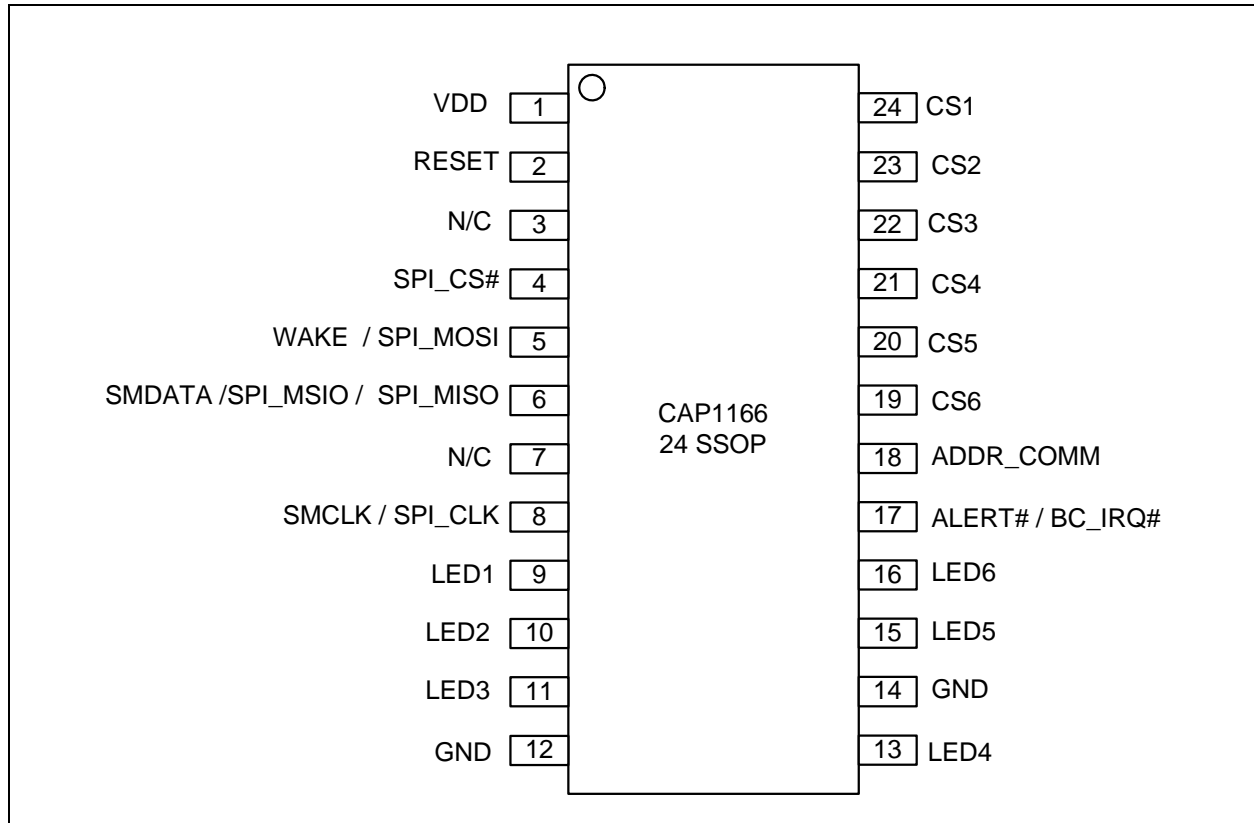 VDD 1
RESET 2
N/C 3
SPI_CS# 4
WAKE / SPI_MOSI 5
SMDATA /SPI_MSIO / SPI_MISO 6
N/C 7
SMCLK / SPI_CLK 8
LED1 9
LED2 10
LED3 11
GND 12
CAP1166
24 SSOP
24 CS1
23 CS2
22 CS3
21 CS4
20 CS5
19 CS6
18 ADDR_COMM
17 ALERT# / BC_IRQ#
16 LED6
15 LED5
14 GND
13 LED4